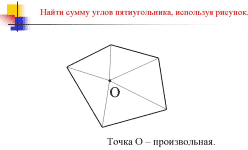 Найти сумму углов пятиугольника, используя рисунок.
О
Точка О – произвольная.